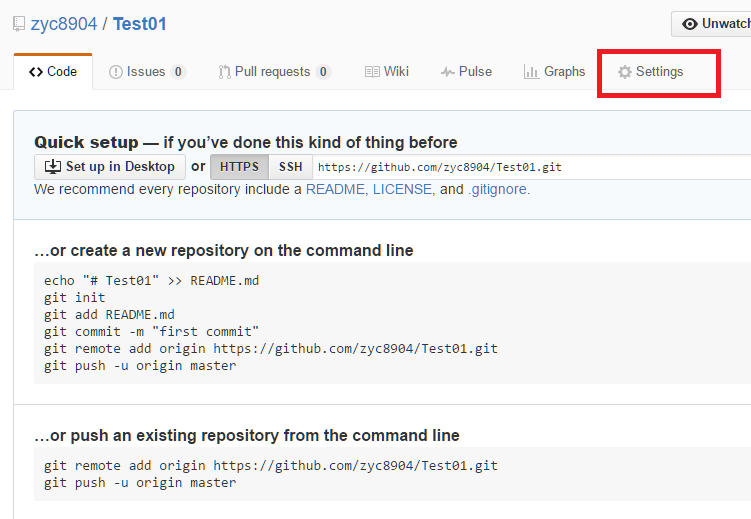 zyc8904 / Test01
Unwatch
Code Issues 0 Pull requests 0 Wiki Pulse Graphs Settings
Quick setup — if you’ve done this kind of thing before
Set up in Desktop or HTTPS SSH https://github.com/zyc8904/Test01.git
We recommend every repository include a README, LICENSE, and .gitignore.
…or create a new repository on the command line
echo "# Test01" >> README.md
git init
git add README.md
git commit -m "first commit"
git remote add origin https://github.com/zyc8904/Test01.git
git push -u origin master
…or push an existing repository from the command line
git remote add origin https://github.com/zyc8904/Test01.git
git push -u origin master